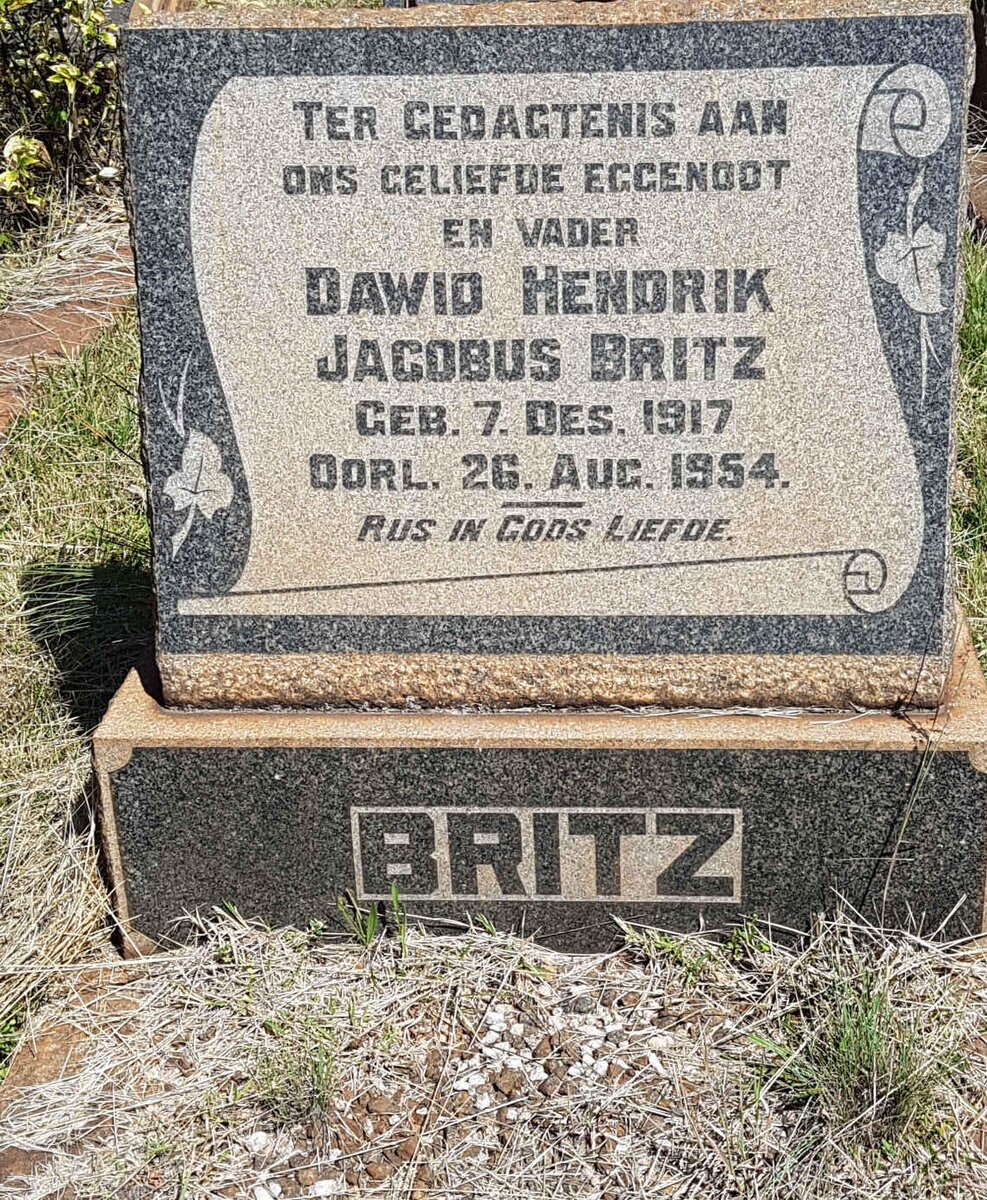 TER GEDAGTENIS AAN
ONS GELIEFDE EGGENOOT
EN VADER
DAWID HENDRIK
JACOBUS BRITZ
GEB. 7. DES. 1917
OORL. 26. AUG. 1954.
RUS IN GODS LIEFDE.
BRITZ